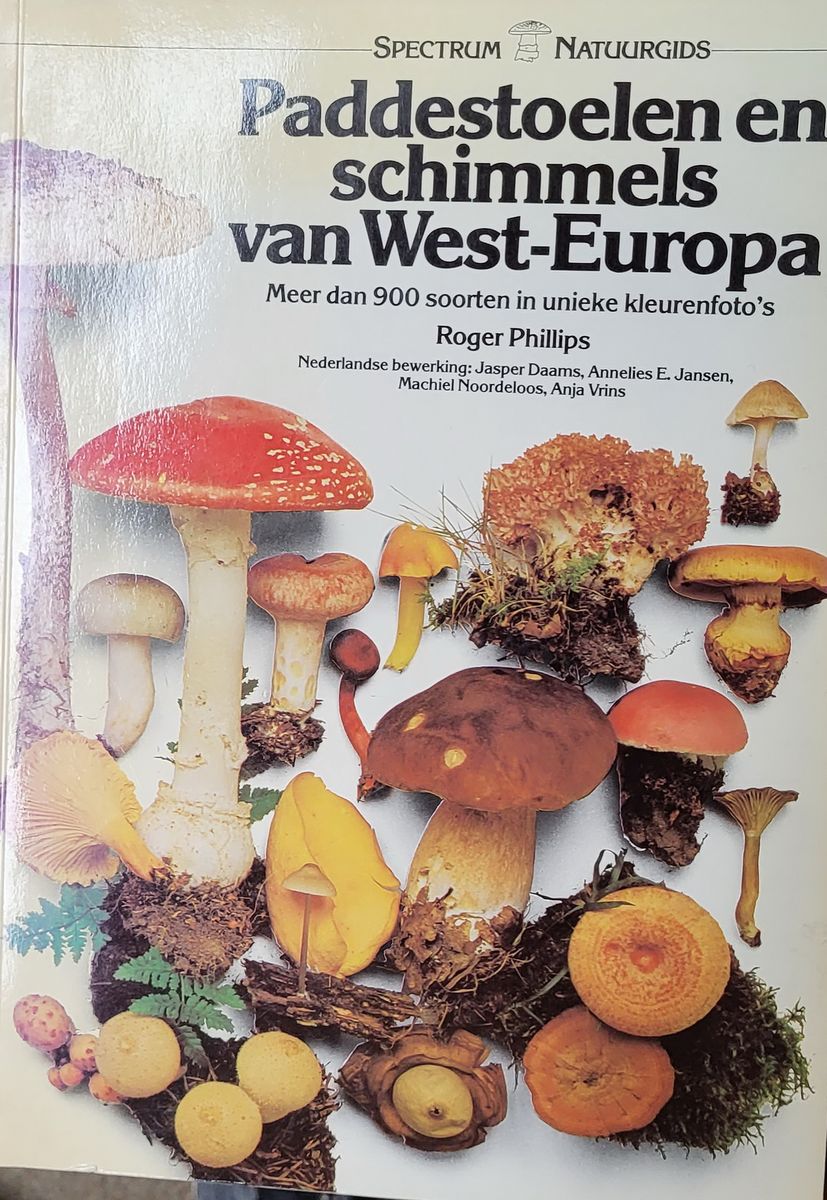 SPECTRUM NATUURGIDS
Paddestoelen en
schimmels
van West-Europa
Meer dan 900 soorten in unieke kleurenfoto's
Roger Phillips
Nederlandse bewerking: Jasper Daams, Annelies E. Jansen,
Machiel Noordeloos, Anja Vrins